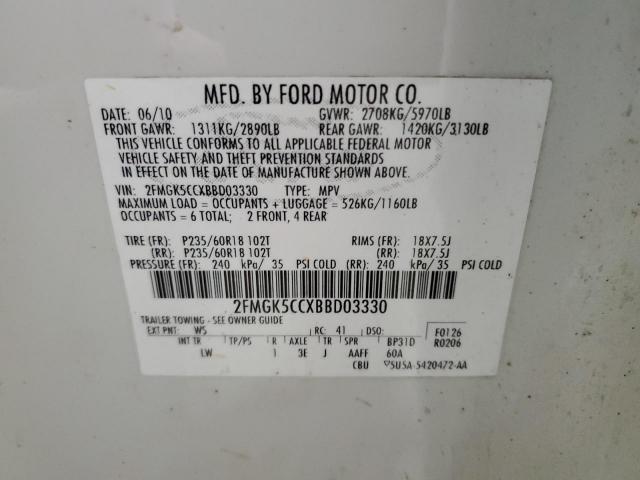 MFD. BY FORD MOTOR CO.
DATE: 06/10 GVWR: 2708KG/5970LB
FRONT GAWR: 1311KG/2890LB REAR GAWR: 1420KG/3130LB
THIS VEHICLE CONFORMS TO ALL APPLICABLE FEDERAL MOTOR
VEHICLE SAFETY AND THEFT PREVENTION STANDARDS
IN EFFECT ON THE DATE OF MANUFACTURE SHOWN ABOVE.
VIN: 2FMGK5CCXBBD03330 TYPE: MPV
MAXIMUM LOAD = OCCUPANTS + LUGGAGE = 526KG/1160LB
OCCUPANTS = 6 TOTAL; 2 FRONT, 4 REAR
TIRE (FR): P235/60R18 102T RIMS (FR): 18X7.5J
(RR): P235/60R18 102T (RR): 18X7.5J
PRESSURE (FR): 240 kPa/ 35 PSI COLD (RR): 240 kPa/ 35 PSI COLD
2FMGK5CCXBBD03330
TRAILER TOWING - SEE OWNER GUIDE
EXT PNT: WS RC: 41 DSO: F0126
INT TR TP/PS R AXLE TR SPR BP31D R0206
LW 1 3E J AAFF 60A
CBU 5U5A-5420472-AA